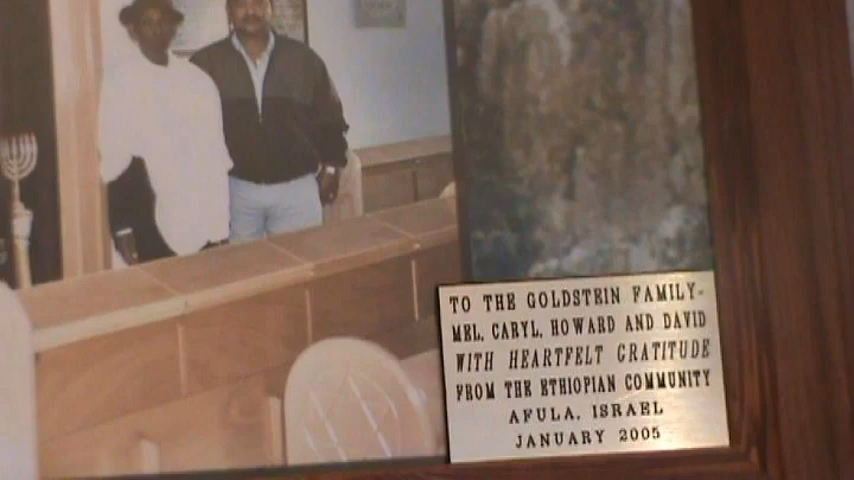 TO THE GOLDSTEIN FAMILY-
MEL, CARYL, HOWARD AND DAVID
WITH HEARTFELT GRATITUDE
FROM THE ETHIOPIAN COMMUNITY
AFULA, ISRAEL
JANUARY 2005